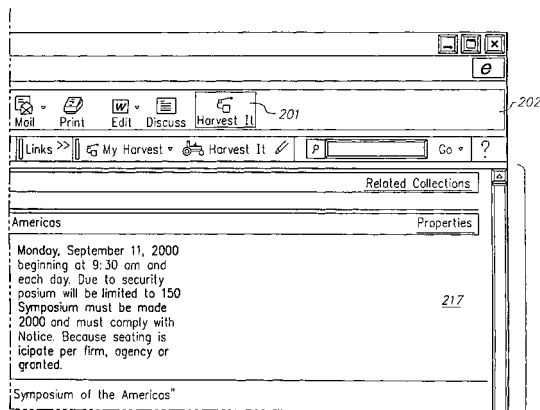 e
Mail Print Edit Discuss Harvest It 201 202
Links >> My Harvest Harvest It P Go ?
Related Collections
Americas Properties
Monday, September 11, 2000
beginning at 9:30 am and
each day. Due to security
posium will be limited to 150
Symposium must be made
2000 and must comply with
Notice. Because seating is
icipate per firm, agency or
granted.
217
Symposium of the Americas"